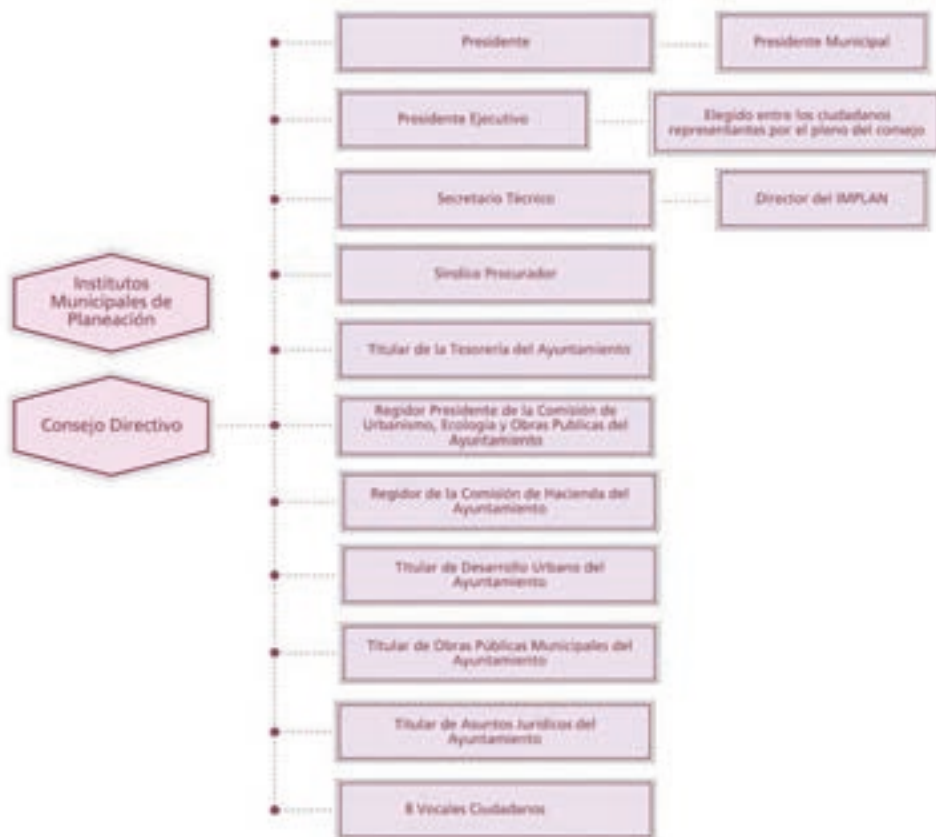 Presidente
Presidente Municipal
Presidente Ejecutivo
Elegido entre los ciudadanos
representantes por el pleno del consejo
Secretario Técnico
Director del IMPLAN
Síndico Procurador
Institutos
Municipales de
Planeación
Titular de la Tesorería del Ayuntamiento
Consejo Directivo
Regidor Presidente de la Comisión de
Urbanismo, Ecología y Obras Publicas del
Ayuntamiento
Regidor de la Comisión de Hacienda del
Ayuntamiento
Titular de Desarrollo Urbano del
Ayuntamiento
Titular de Obras Públicas Municipales del
Ayuntamiento
Titular de Asuntos Jurídicos del
Ayuntamiento
8 Vocales Ciudadanos